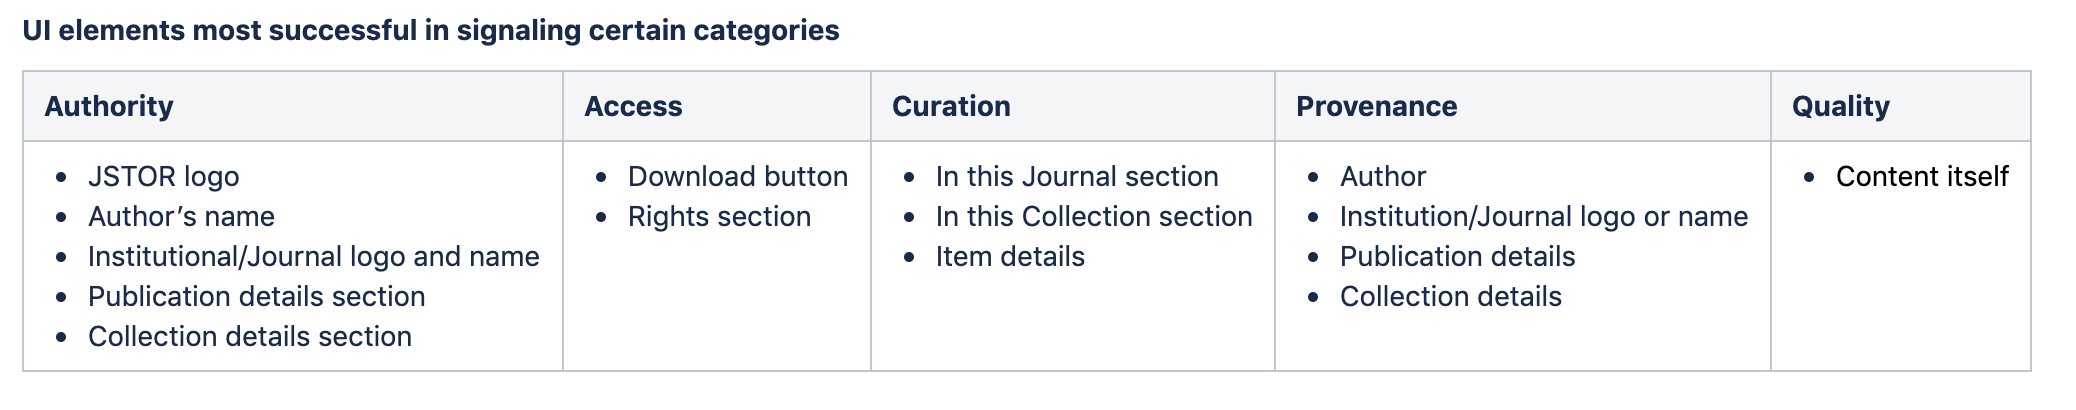 UI elements most successful in signaling certain categories
Authority
Access
Curation
Provenance
Quality
• JSTOR logo
• Author’s name
• Institutional/Journal logo and name
• Publication details section
• Collection details section
• Download button
• Rights section
• In this Journal section
• In this Collection section
• Item details
• Author
• Institution/Journal logo or name
• Publication details
• Collection details
• Content itself